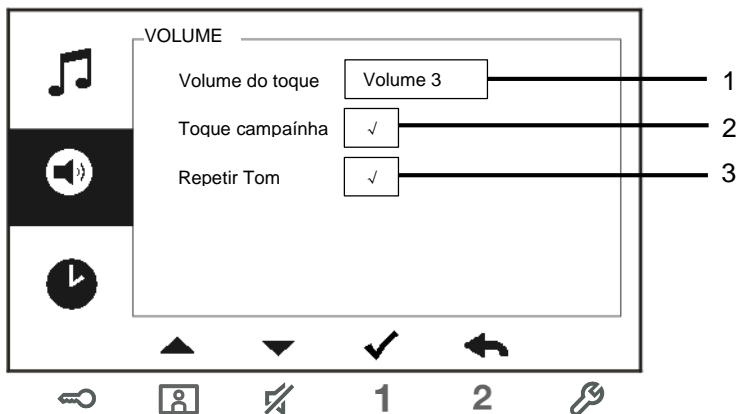 VOLUME
Volume do toque Volume 3 1
Toque campaínha √ 2
Repetir Tom √ 3
1 2